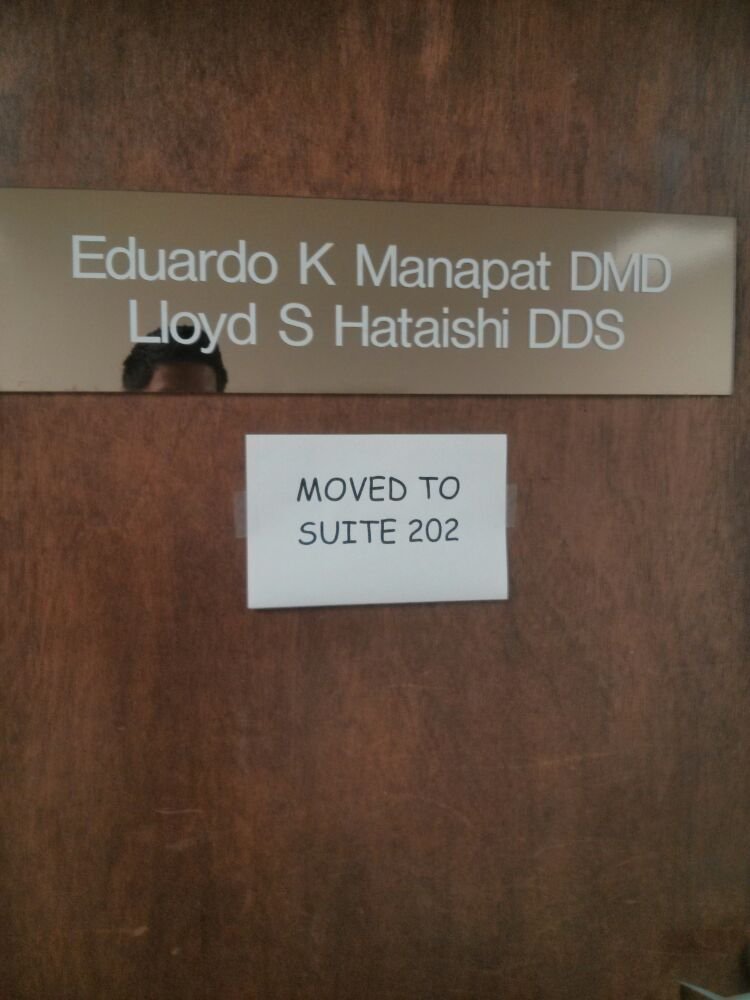 Eduardo K Manapat DMD
Lloyd S Hataishi DDS
MOVED TO
SUITE 202